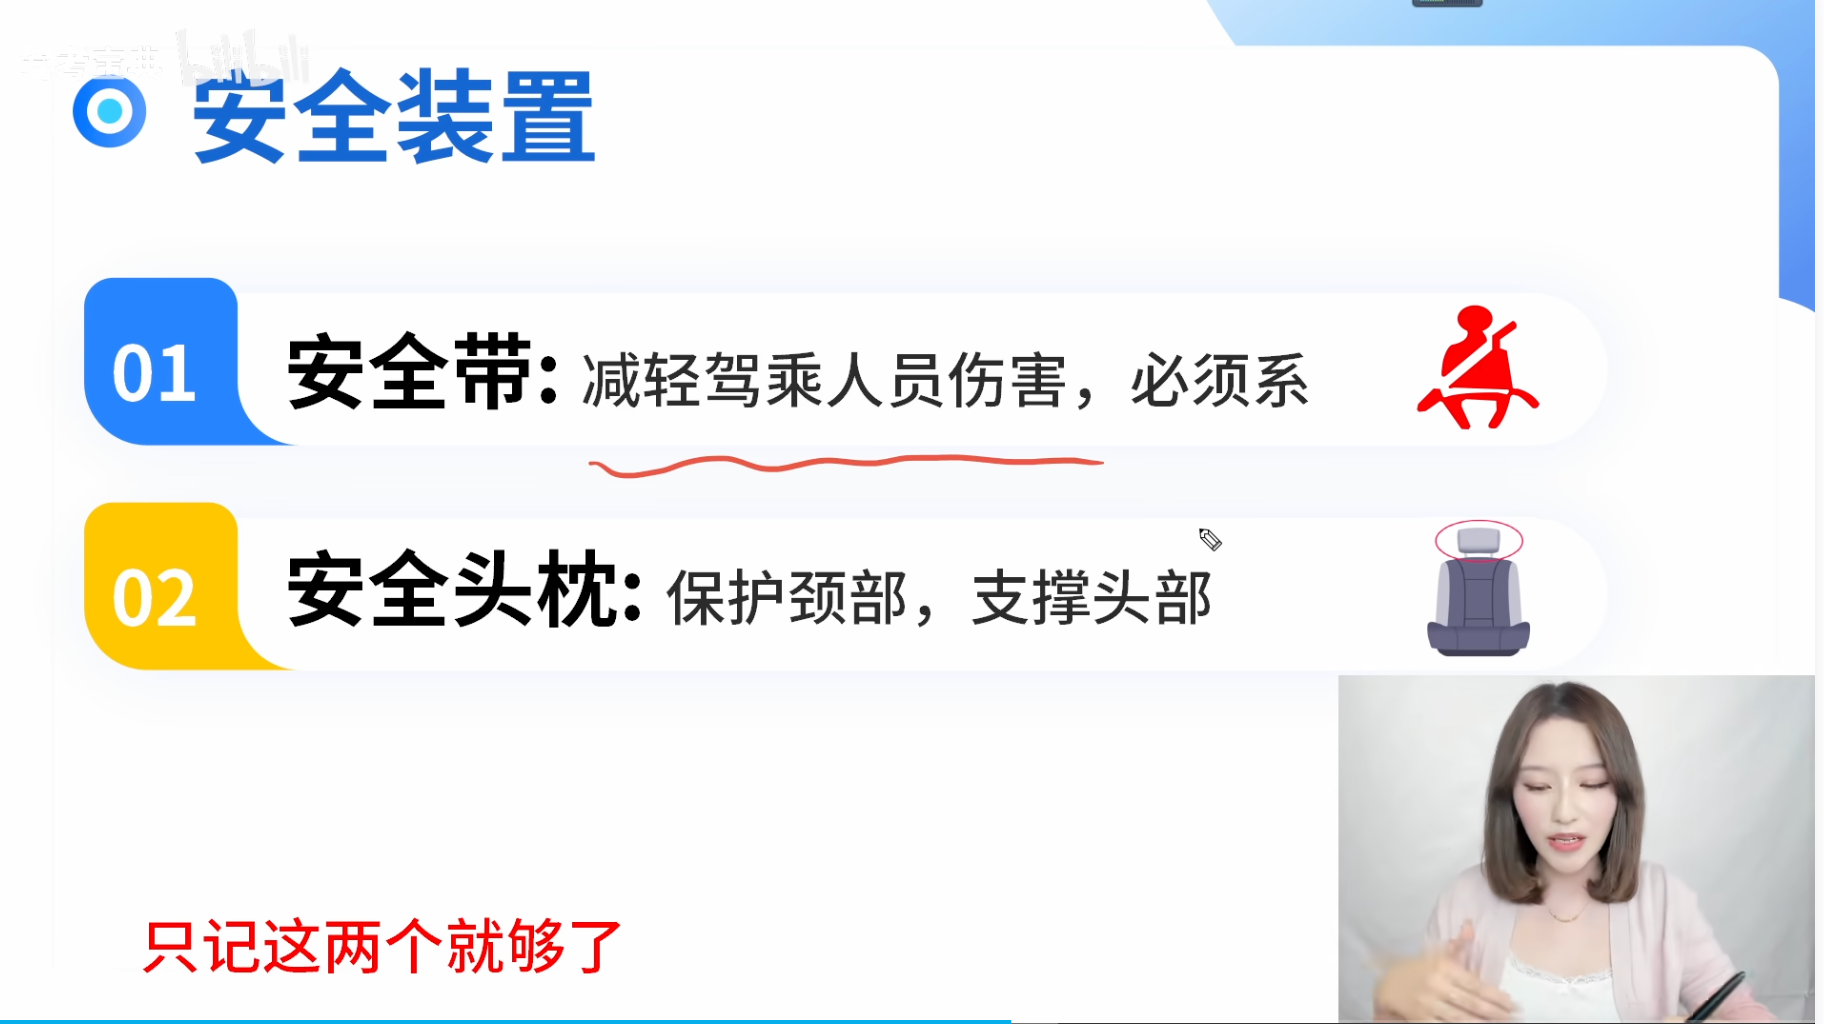 bilibili
安全装置
01
安全带: 减轻驾乘人员伤害，必须系
02
安全头枕: 保护颈部，支撑头部
只记这两个就够了